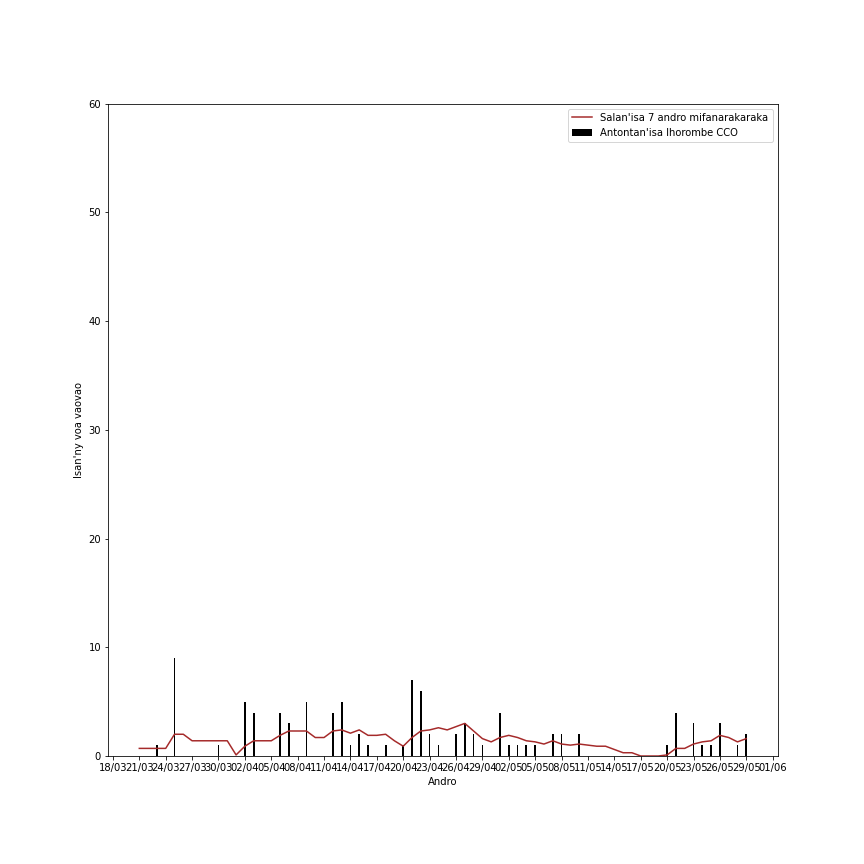 Salan'isa 7 andro mifanarakaraka
Antontan'isa Ihorombe CCO
60
50
40
30
20
10
0
Isan'ny voa vaovao
18/03 21/03 24/03 27/03 30/03 02/04 05/04 08/04 11/04 14/04 17/04 20/04 23/04 26/04 29/04 02/05 05/05 08/05 11/05 14/05 17/05 20/05 23/05 26/05 29/05 01/06
Andro